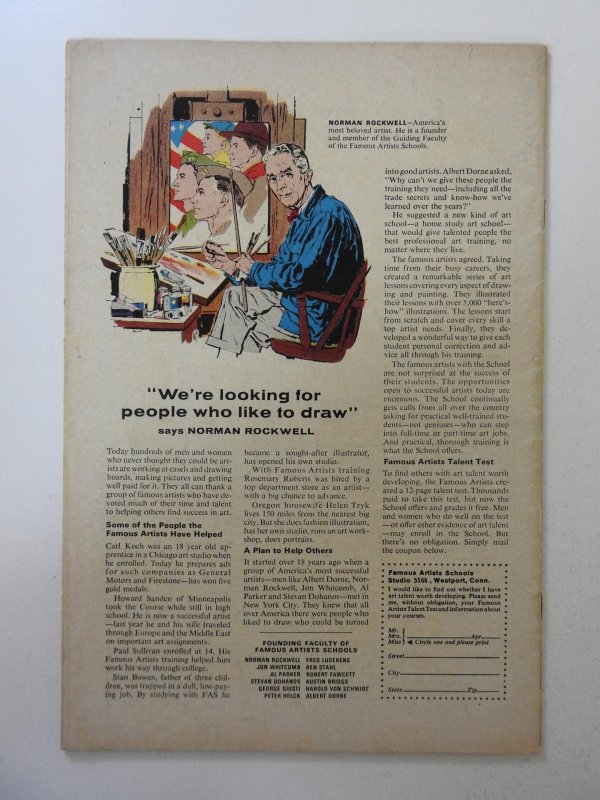 NORMAN ROCKWELL—America's
most beloved artist. He is a founder
and member of the Guiding Faculty
of the Famous Artists Schools.
"We're looking for
people who like to draw"
says NORMAN ROCKWELL
Today hundreds of men and women
who never thought they could be art-
ists are working at easels and drawing
boards, making pictures and getting
well paid for it. They all can thank a
group of famous artists who have de-
voted much of their time and talent
to helping others find success in art.
Some of the People the
Famous Artists Have Helped
Carl Koch was an 18 year old ap-
prentice in a Chicago art studio when
he enrolled. Today he prepares ads
for such companies as General
Motors and Firestone—has won five
gold medals.
Howard Sanden of Minneapolis
took the Course while still in high
school. He is now a successful artist
—last year he and his wife traveled
through Europe and the Middle East
on important art assignments.
Paul Sullivan enrolled at 14. His
Famous Artists training helped him
work his way through college.
Stan Bowen, father of three chil-
dren, was trapped in a dull, low-pay-
ing job. By studying with FAS he
became a sought-after illustrator,
has opened his own studio.
With Famous Artists training
Rosemary Roberts was hired by a
top department store as an artist—
with a big chance to advance.
Oregon housewife Helen Tryk
lives 150 miles from the nearest big
city. But she does fashion illustration,
has her own studio, runs an art work-
shop, does portraits.
A Plan to Help Others
It started over 18 years ago when a
group of America's most successful
artists—men like Albert Dorne, Nor-
man Rockwell, Jon Whitcomb, Al
Parker and Stevan Dohanos—met in
New York City. They knew that all
over America there were people who
liked to draw who could be turned
FOUNDING FACULTY OF
FAMOUS ARTISTS SCHOOLS
NORMAN ROCKWELL FRED LUDEKENS
JON WHITCOMB BEN STAHL
AL PARKER ROBERT FAWCETT
STEVAN DOHANOS AUSTIN BRIGGS
GEORGE GIUSTI HAROLD VON SCHMIDT
PETER HELCK ALBERT DORNE
into good artists. Albert Dorne asked,
"Why can't we give these people the
training they need—including all the
trade secrets and know-how we've
learned over the years?"
He suggested a new kind of art
school—a home study art school—
that would give talented people the
best professional art training, no
matter where they live.
The famous artists agreed. Taking
time from their busy careers, they
created a remarkable series of art
lessons covering every aspect of draw-
ing and painting. They illustrated
their lessons with over 5,000 "here's-
how" illustrations. The lessons start
from scratch and cover every skill a
top artist needs. Finally, they de-
veloped a wonderful way to give each
student personal correction and ad-
vice all through his training.
The famous artists with the School
are not surprised at the success of
their students. The opportunities
open to successful artists today are
enormous. The School continually
gets calls from all over the country
asking for practical well-trained stu-
dents—not geniuses—who can step
into full-time or part-time art jobs.
And practical, thorough training is
what the School offers.
Famous Artists Talent Test
To find others with art talent worth
developing, the Famous Artists cre-
ated a 12-page talent test. Thousands
paid to take this test, but now the
School offers and grades it free. Men
and women who do well on the test
—or offer other evidence of art talent
—may enroll in the School. But
there's no obligation. Simply mail
the coupon below.
Famous Artists Schools
Studio 5566, Westport, Conn.
I would like to find out whether I have
art talent worth developing. Please send
me, without obligation, your Famous
Artists Talent Test and information about
your courses.
Mr.
Mrs. Age
Miss Circle one and please print
Street
City
State Zip